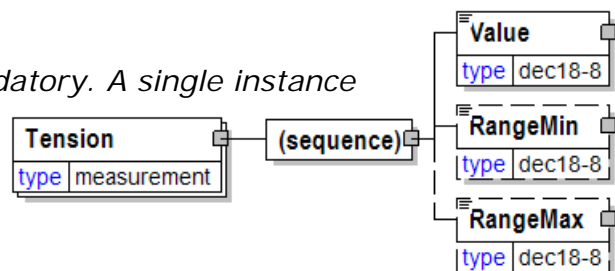 Value
type dec18-8
datory. A single instance
RangeMin
type dec18-8
Tension
type measurement
(sequence)
RangeMax
type dec18-8